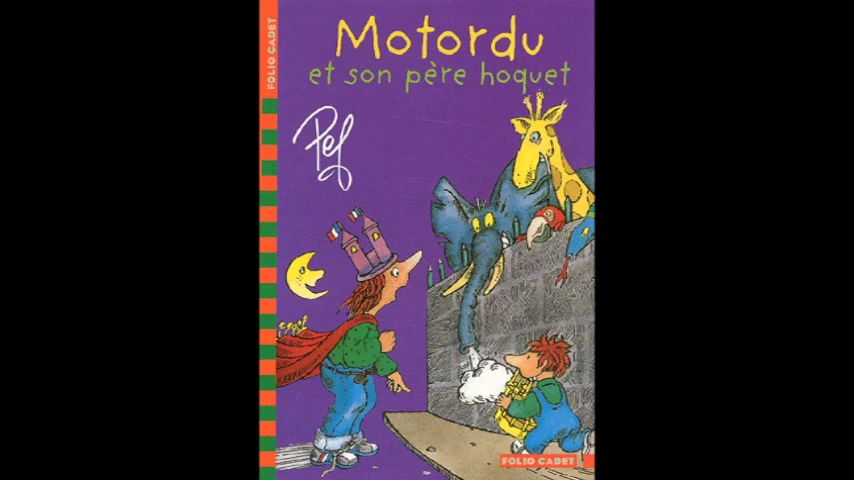 FOLIO CADET
Motordu
et son père hoquet
Pef
FOLIO CADET